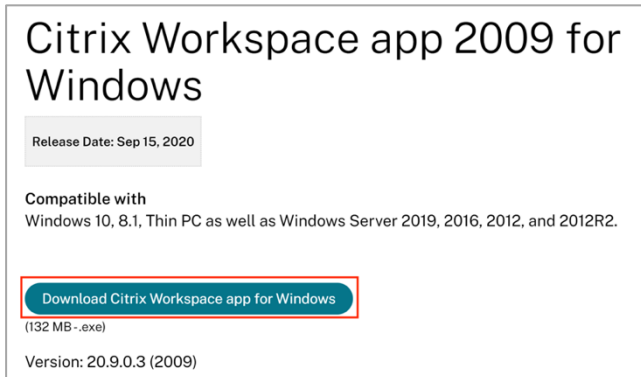 Citrix Workspace app 2009 for
Windows
Release Date: Sep 15, 2020
Compatible with
Windows 10, 8.1, Thin PC as well as Windows Server 2019, 2016, 2012, and 2012R2.
Download Citrix Workspace app for Windows
(132 MB - .exe)
Version: 20.9.0.3 (2009)